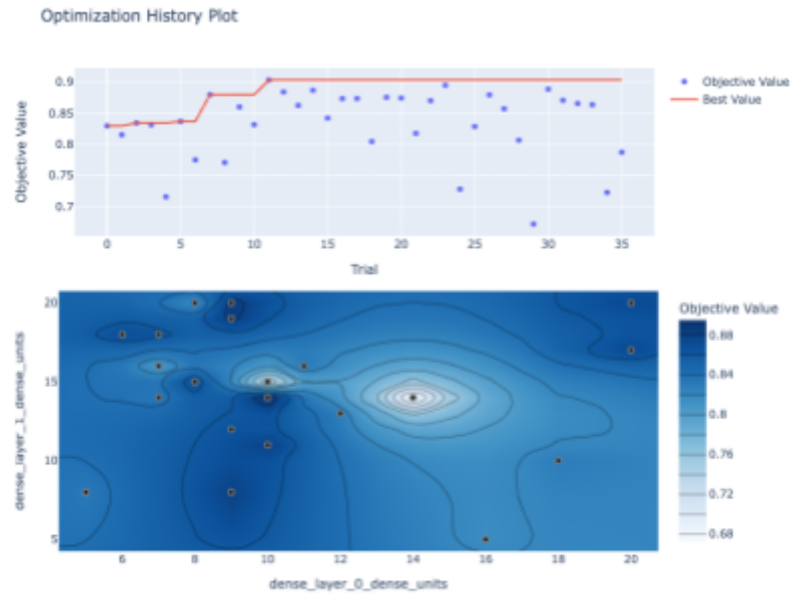 Optimization History Plot
Objective Value
0.9
0.85
0.8
0.75
0.7
0 5 10 15 20 25 30 35
Trial
Objective Value
Best Value
dense_layer_1_dense_units
20
15
10
5
6 8 10 12 14 16 18 20
dense_layer_0_dense_units
Objective Value
0.88
0.84
0.8
0.76
0.72
0.68